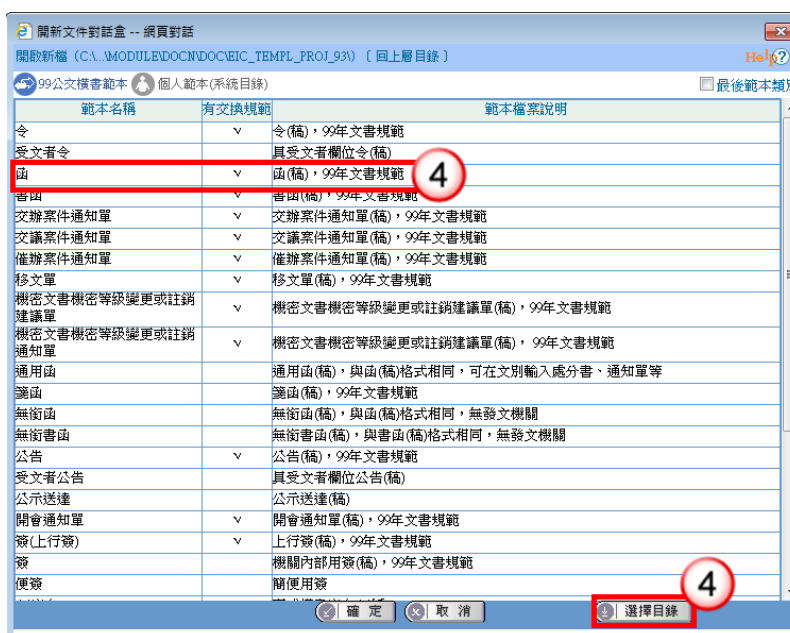 開新文件對話盒 -- 網頁對話
開啟新檔 (C:\...\MODULE\DOCN\DOC\EIC_TEMPL_PROJ_93\) [ 回上層目錄 ]
Help?
99公文橫書範本 個人範本(系統目錄)
最後範本類別
範本名稱 有交換規範 範本檔案說明
令 v 令(稿)，99年文書規範
受文者令 具受文者欄位令(稿)
函 v 函(稿)，99年文書規範
4
書函 v 書函(稿)，99年文書規範
交辦案件通知單 v 交辦案件通知單(稿)，99年文書規範
交議案件通知單 v 交議案件通知單(稿)，99年文書規範
催辦案件通知單 v 催辦案件通知單(稿)，99年文書規範
移文單 v 移文單(稿)，99年文書規範
機密文書機密等級變更或註銷
建議單 v 機密文書機密等級變更或註銷建議單(稿)，99年文書規範
機密文書機密等級變更或註銷
通知單 v 機密文書機密等級變更或註銷建議單(稿)， 99年文書規範
通用函 通用函(稿)，與函(稿)格式相同，可在文別輸入處分書、通知單等
箋函 箋函(稿)，99年文書規範
無銜函 無銜函(稿)，與函(稿)格式相同，無發文機關
無銜書函 無銜書函(稿)，與書函(稿)格式相同，無發文機關
公告 v 公告(稿)，99年文書規範
受文者公告 具受文者欄位公告(稿)
公示送達 公示送達(稿)
開會通知單 v 開會通知單(稿)，99年文書規範
簽(上行簽) v 上行簽(稿)，99年文書規範
簽 機關內部用簽(稿)，99年文書規範
便簽 簡便用簽
4
確 定 取 消 選擇目錄